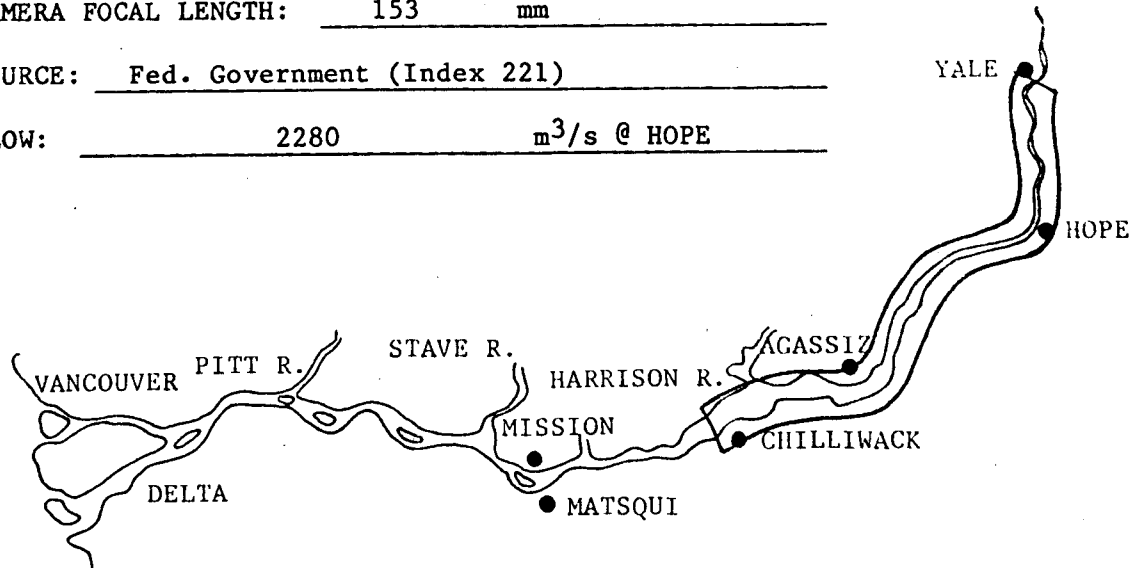 MERA FOCAL LENGTH: 153 mm
URCE: Fed. Government (Index 221)
OW: 2280 m³/s @ HOPE
YALE
HOPE
AGASSIZ
STAVE R.
PITT R.
HARRISON R.
VANCOUVER
MISSION
CHILLIWACK
DELTA
MATSQUI